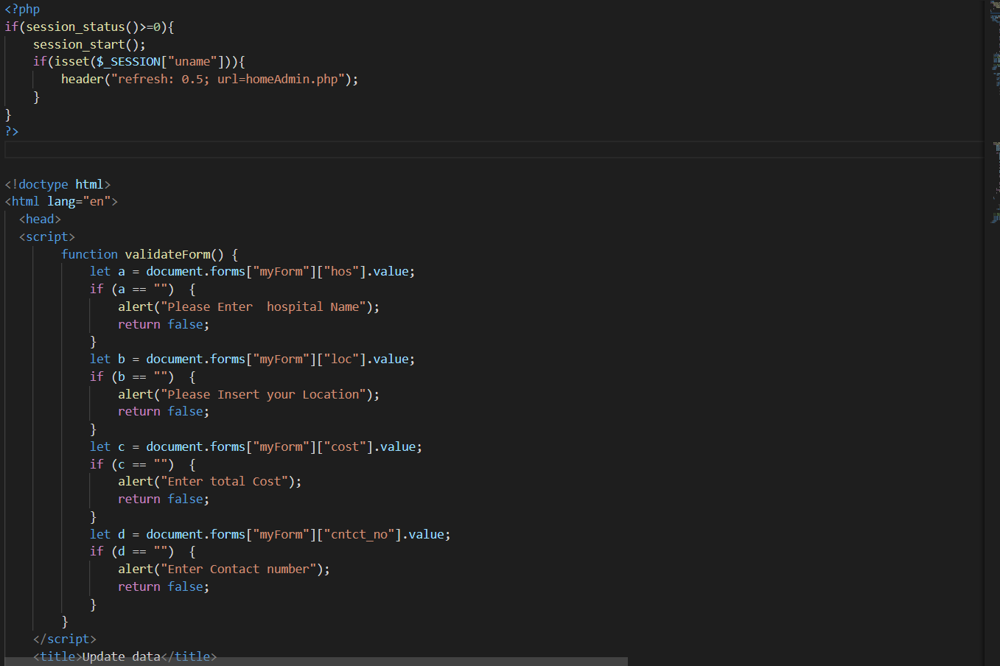 <?php
if(session_status()>=0){
    session_start();
    if(isset($_SESSION["uname"])){
        header("refresh: 0.5; url=homeAdmin.php");
    }
}
?>
<!doctype html>
<html lang="en">
  <head>
  <script>
        function validateForm() {
            let a = document.forms["myForm"]["hos"].value;
            if (a == "")  {
                alert("Please Enter  hospital Name");
                return false;
            }
            let b = document.forms["myForm"]["loc"].value;
            if (b == "")  {
                alert("Please Insert your Location");
                return false;
            }
            let c = document.forms["myForm"]["cost"].value;
            if (c == "")  {
                alert("Enter total Cost");
                return false;
            }
            let d = document.forms["myForm"]["cntct_no"].value;
            if (d == "")  {
                alert("Enter Contact number");
                return false;
            }
        }
    </script>
    <title>Update data</title>